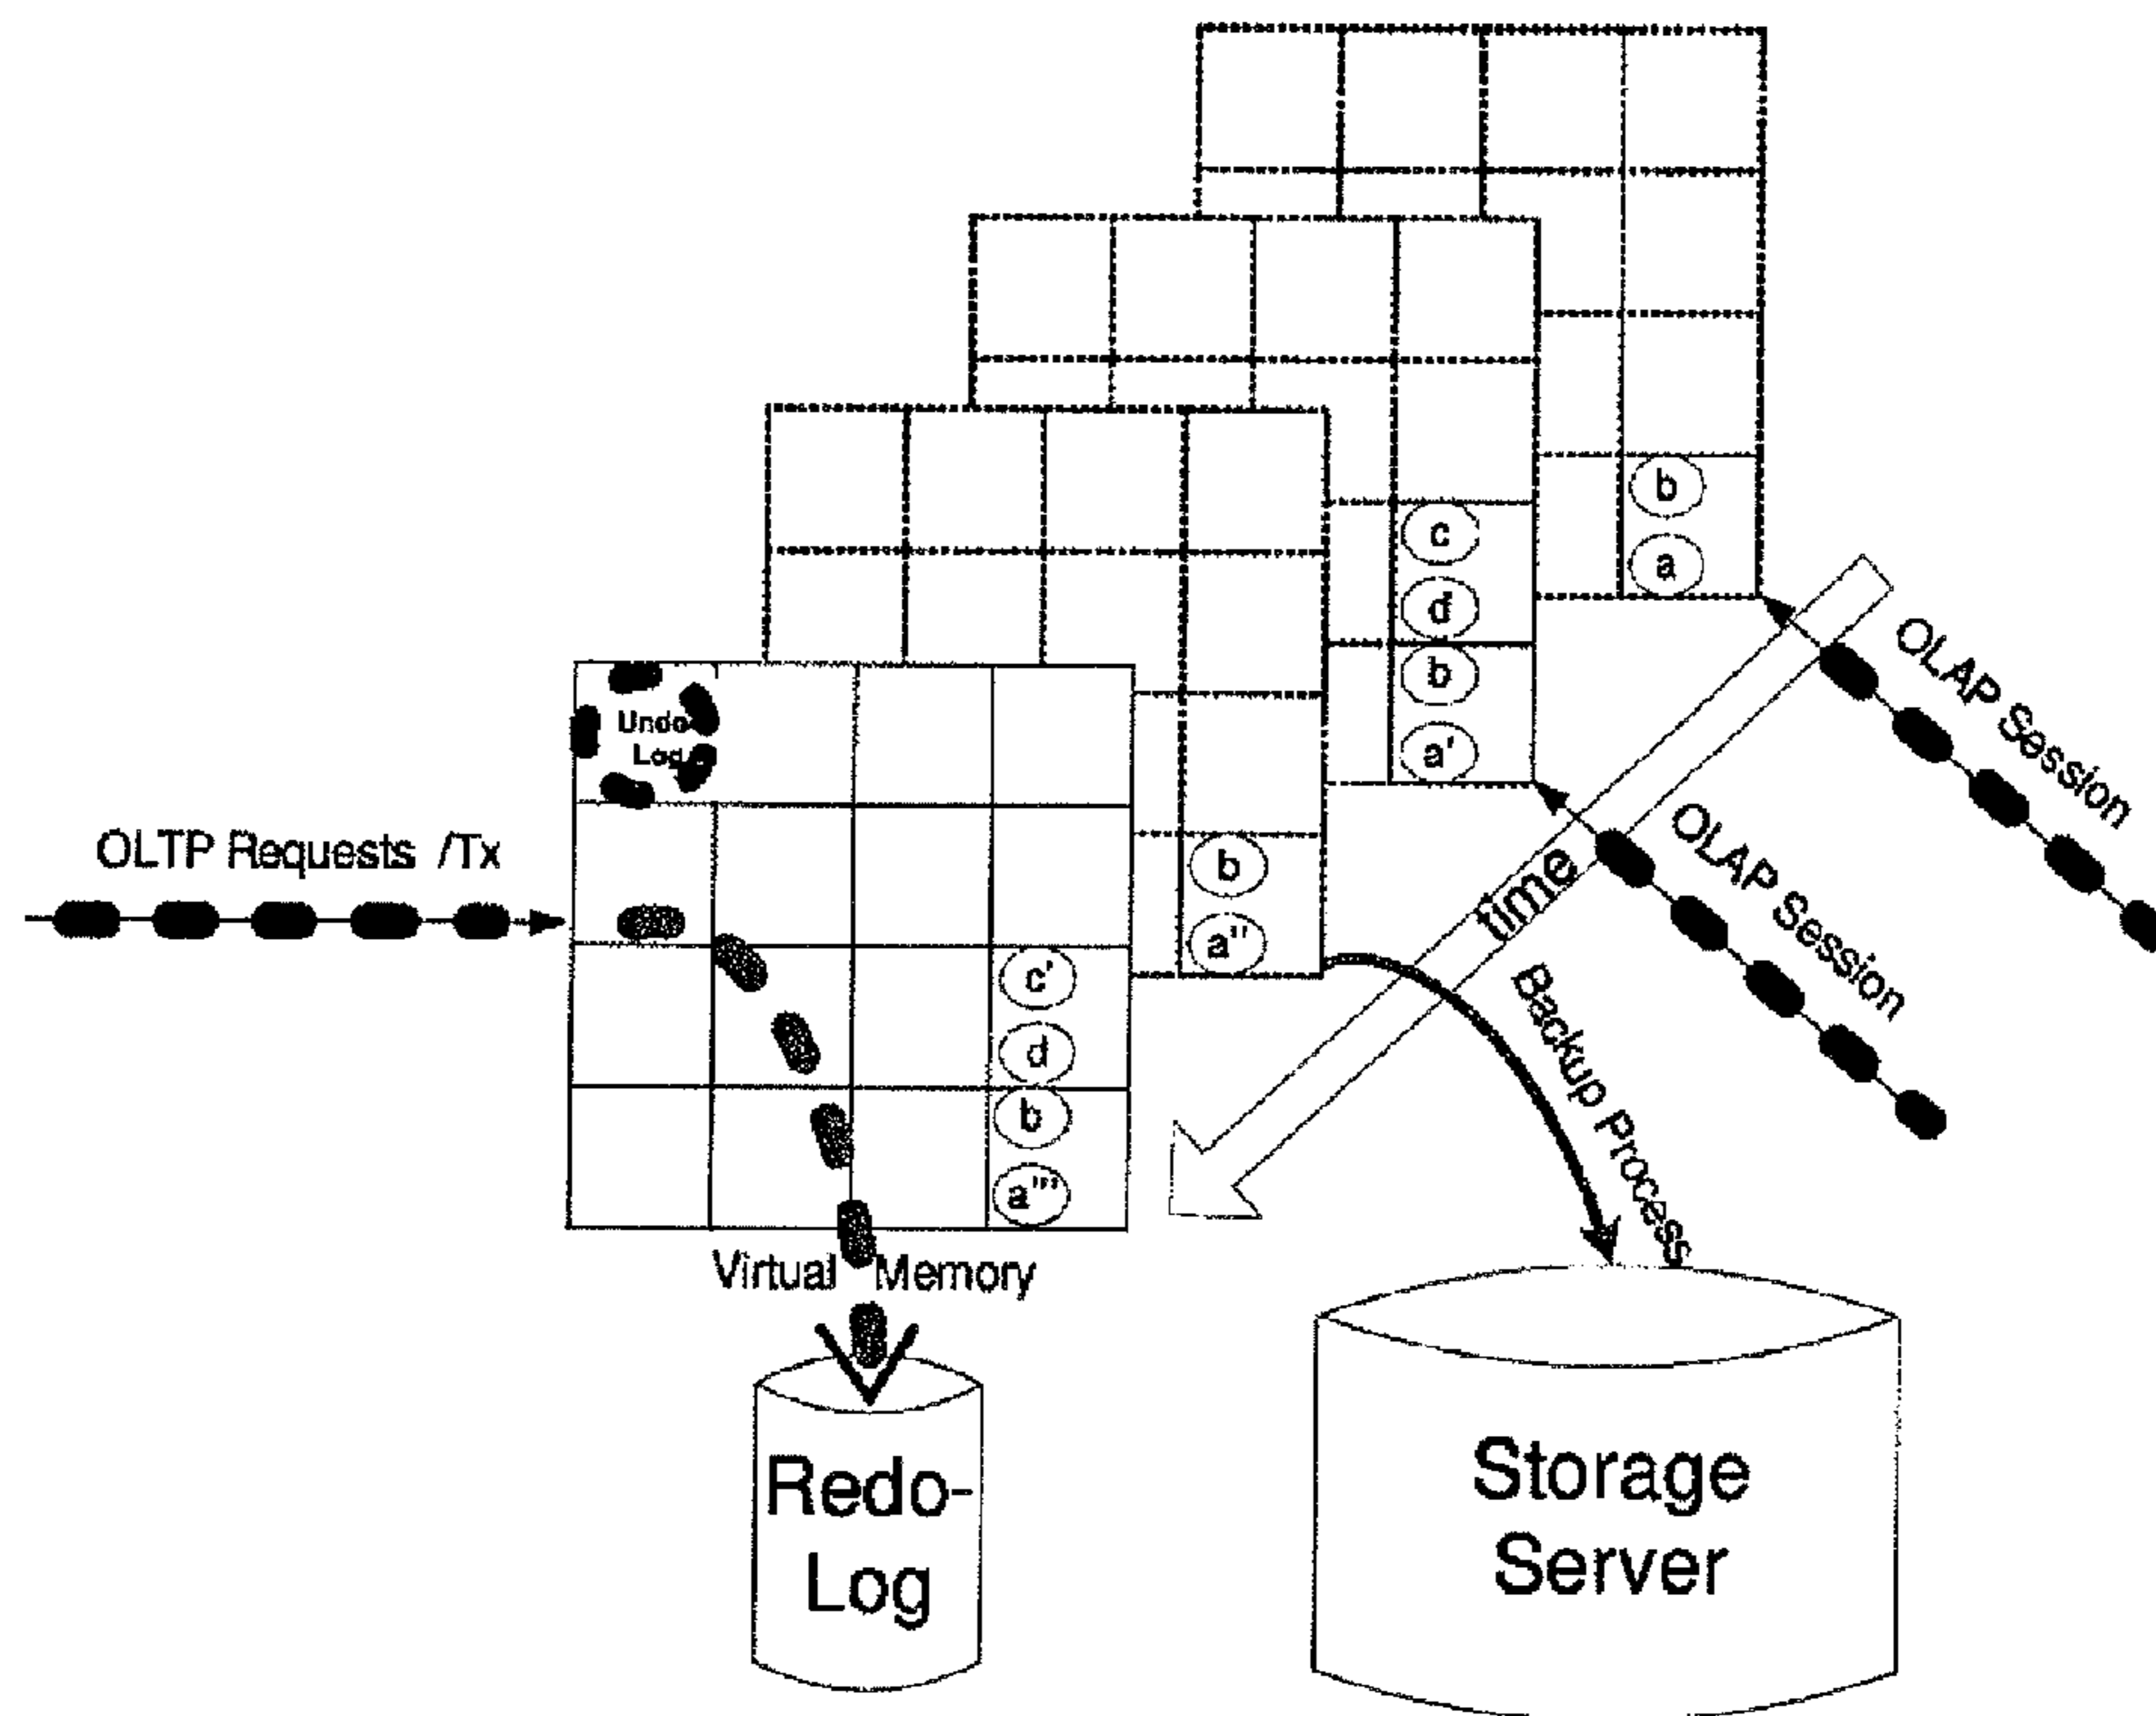 b
a
c
d
b
a'
OLAP Session
Undo
Log
OLTP Requests /Tx
b
a''
time
OLAP Session
c'
d
b
a'''
Backup Process
Virtual Memory
Redo-
Log
Storage
Server